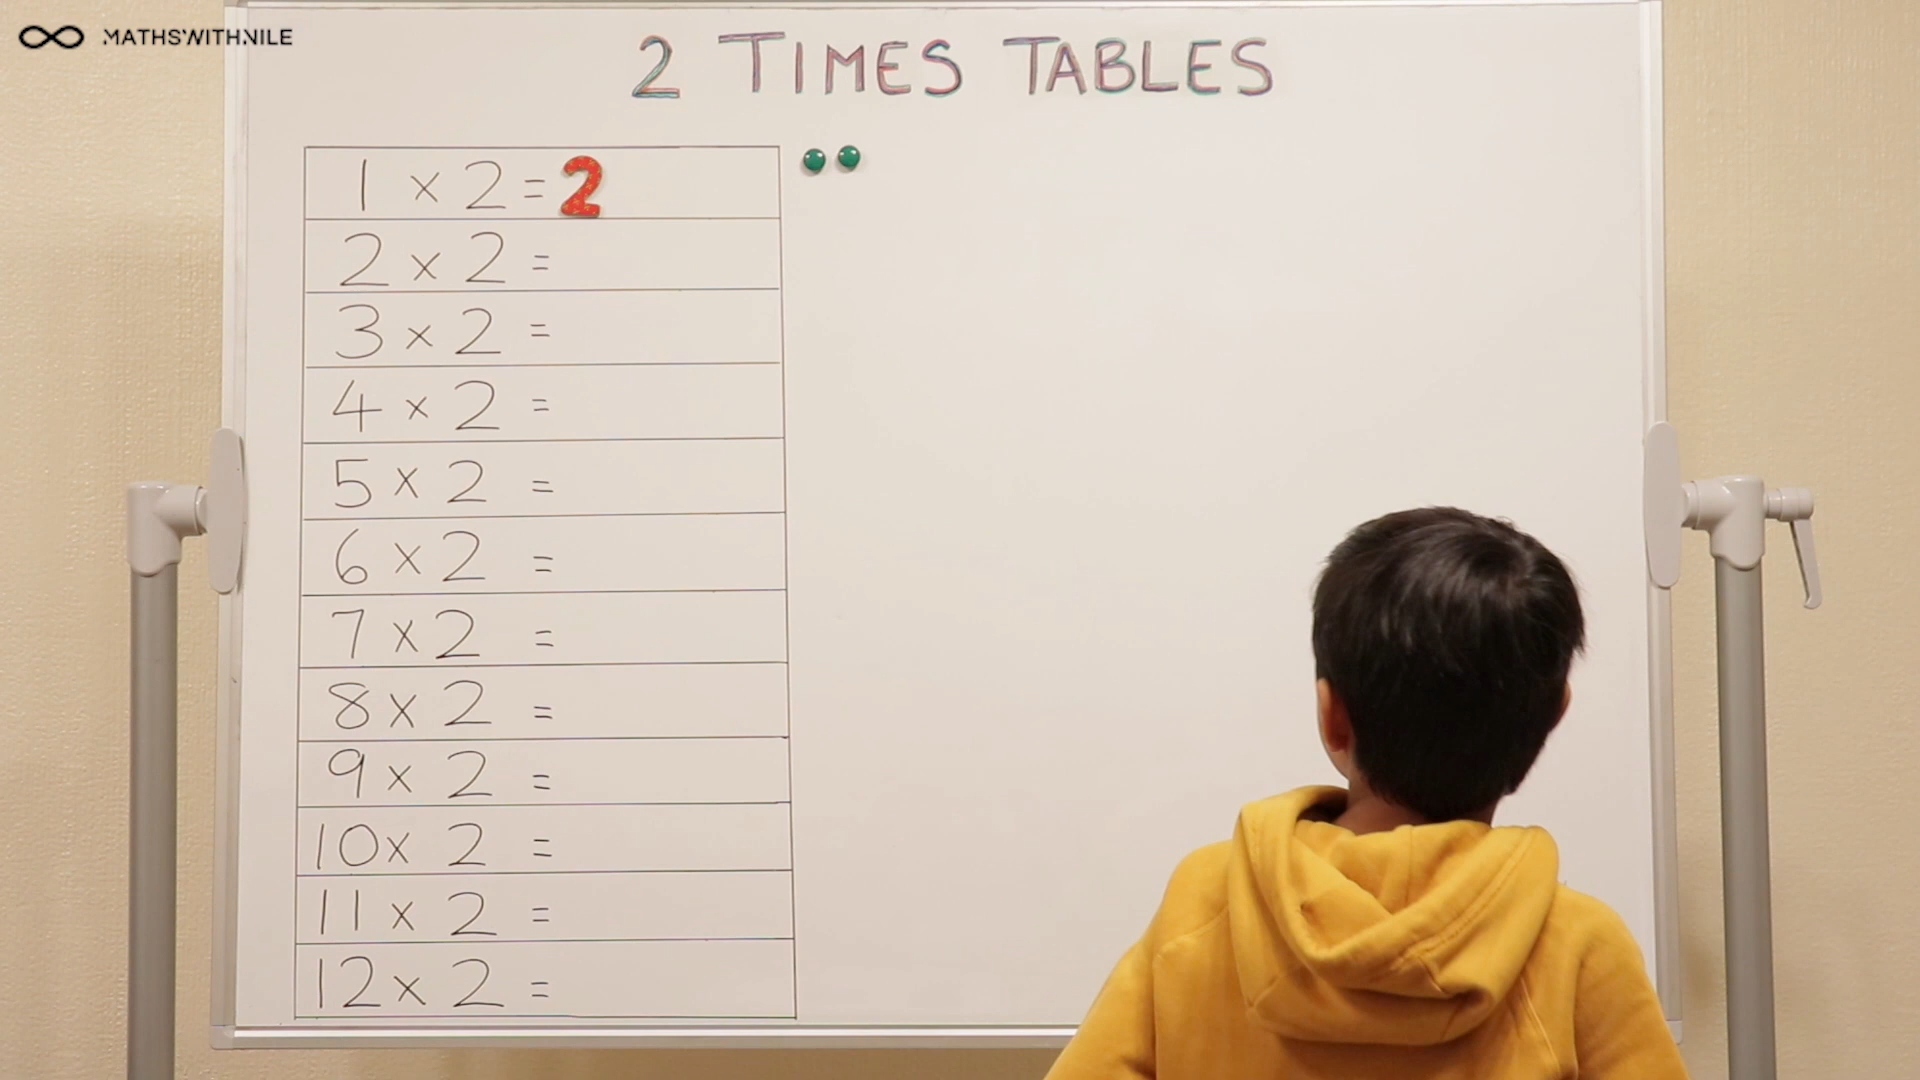 MATHSWITHNILE
2 TIMES TABLES
1 × 2 = 2
2 × 2 =
3 × 2 =
4 × 2 =
5 × 2 =
6 × 2 =
7 × 2 =
8 × 2 =
9 × 2 =
10 × 2 =
11 × 2 =
12 × 2 =